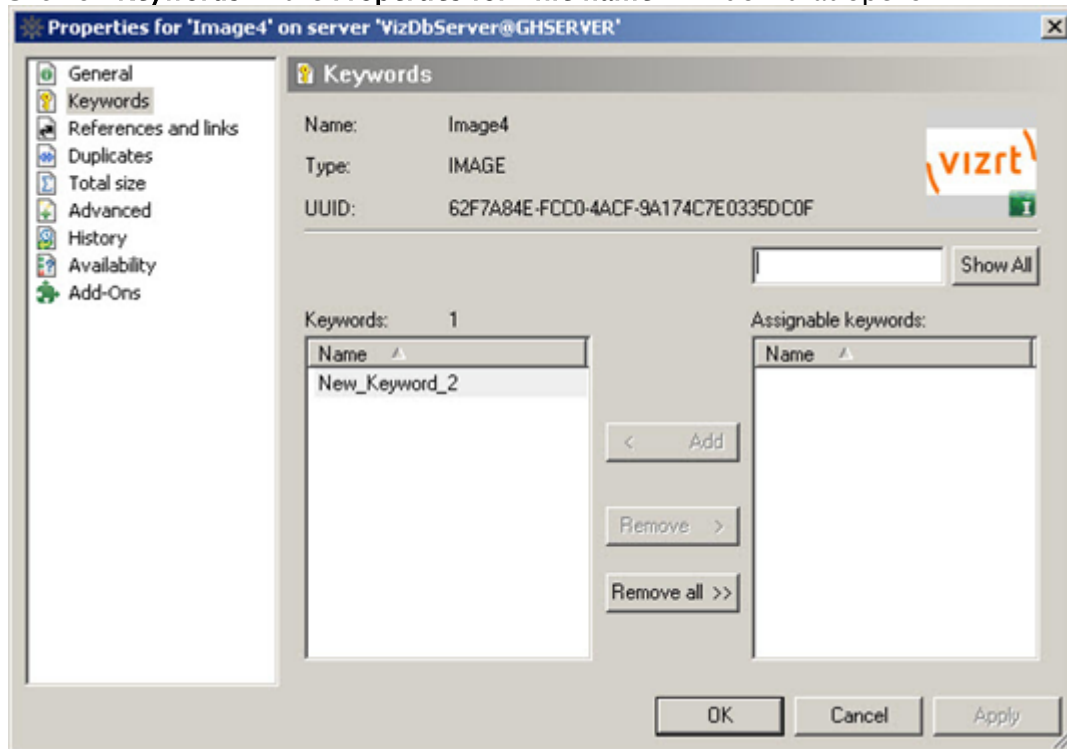 Properties for 'Image4' on server 'VizDbServer@GHSERVER'
General
Keywords
References and links
Duplicates
Total size
Advanced
History
Availability
Add-Ons
Keywords
Name: Image4
Type: IMAGE
UUID: 62F7A84E-FCC0-4ACF-9A174C7E0335DC0F
vizrt
I
Show All
Keywords: 1
Name
New_Keyword_2
Assignable keywords:
Name
< Add
Remove >
Remove all >>
OK
Cancel
Apply